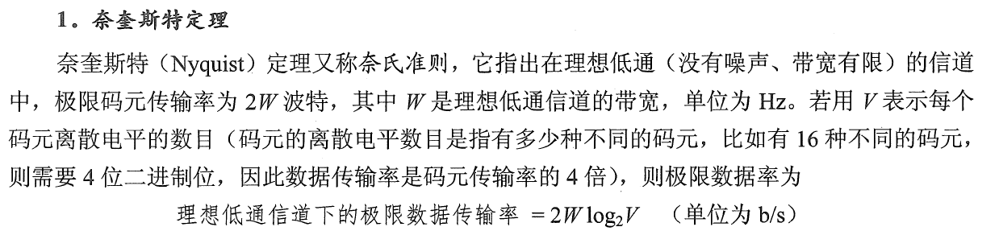 1。奈奎斯特定理
奈奎斯特（Nyquist）定理又称奈氏准则，它指出在理想低通（没有噪声、带宽有限）的信道
中，极限码元传输率为 2W 波特，其中 W 是理想低通信道的带宽，单位为 Hz。若用 V 表示每个
码元离散电平的数目（码元的离散电平数目是指有多少种不同的码元，比如有 16 种不同的码元，
则需要 4 位二进制位，因此数据传输率是码元传输率的 4 倍），则极限数据率为
理想低通信道下的极限数据传输率 = 2W log₂V （单位为 b/s）